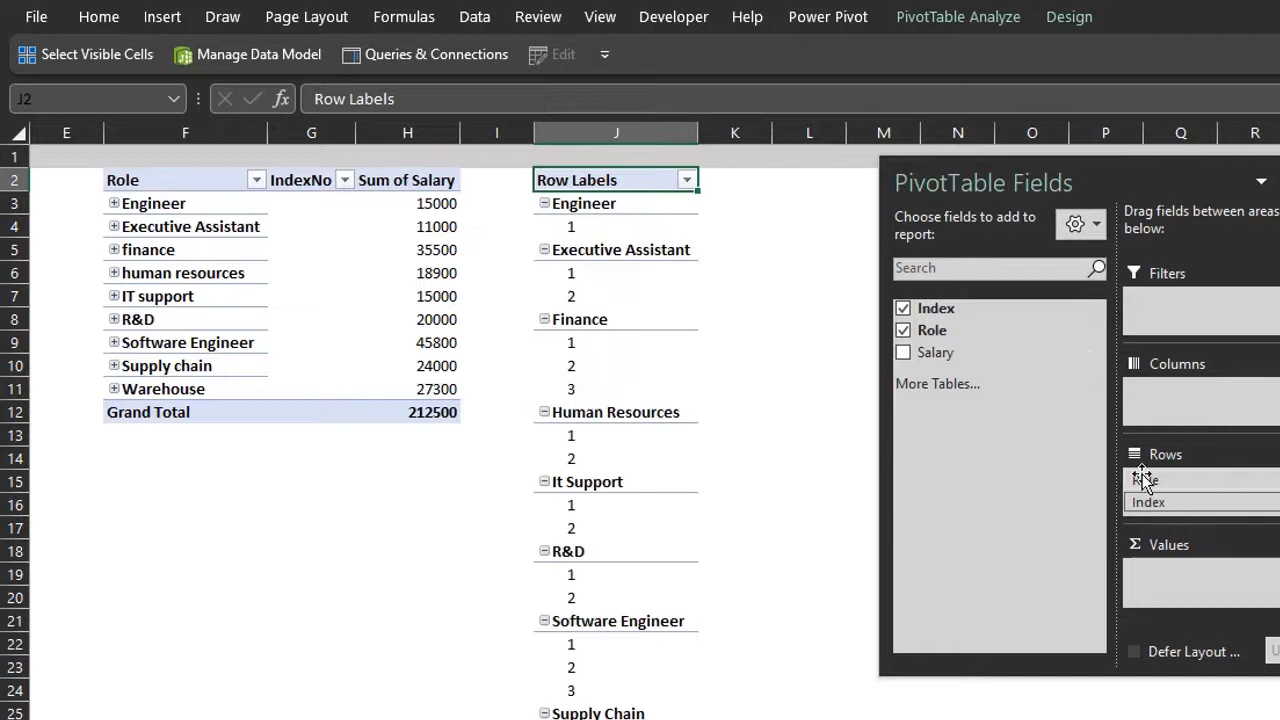 File Home Insert Draw Page Layout Formulas Data Review View Developer Help Power Pivot PivotTable Analyze Design
Select Visible Cells Manage Data Model Queries & Connections Edit
J2 fx Row Labels
E F G H I J K L M N O P Q R
1
2 Role IndexNo Sum of Salary Row Labels
3 Engineer 15000 Engineer
4 Executive Assistant 11000 1
5 finance 35500 Executive Assistant
6 human resources 18900 1
7 IT support 15000 2
8 R&D 20000 Finance
9 Software Engineer 45800 1
10 Supply chain 24000 2
11 Warehouse 27300 3
12 Grand Total 212500 Human Resources
13 1
14 2
15 It Support
16 1
17 2
18 R&D
19 1
20 2
21 Software Engineer
22 1
23 2
24 3
25 Supply Chain
PivotTable Fields
Choose fields to add to
report:
Search
Index
Role
Salary
More Tables...
Drag fields between areas
below:
Filters
Columns
Rows
Index
Σ Values
Defer Layout ...
U